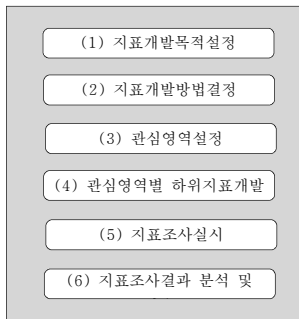 (1) 지표개발목적설정
(2) 지표개발방법결정
(3) 관심영역설정
(4) 관심영역별 하위지표개발
(5) 지표조사실시
(6) 지표조사결과 분석 및